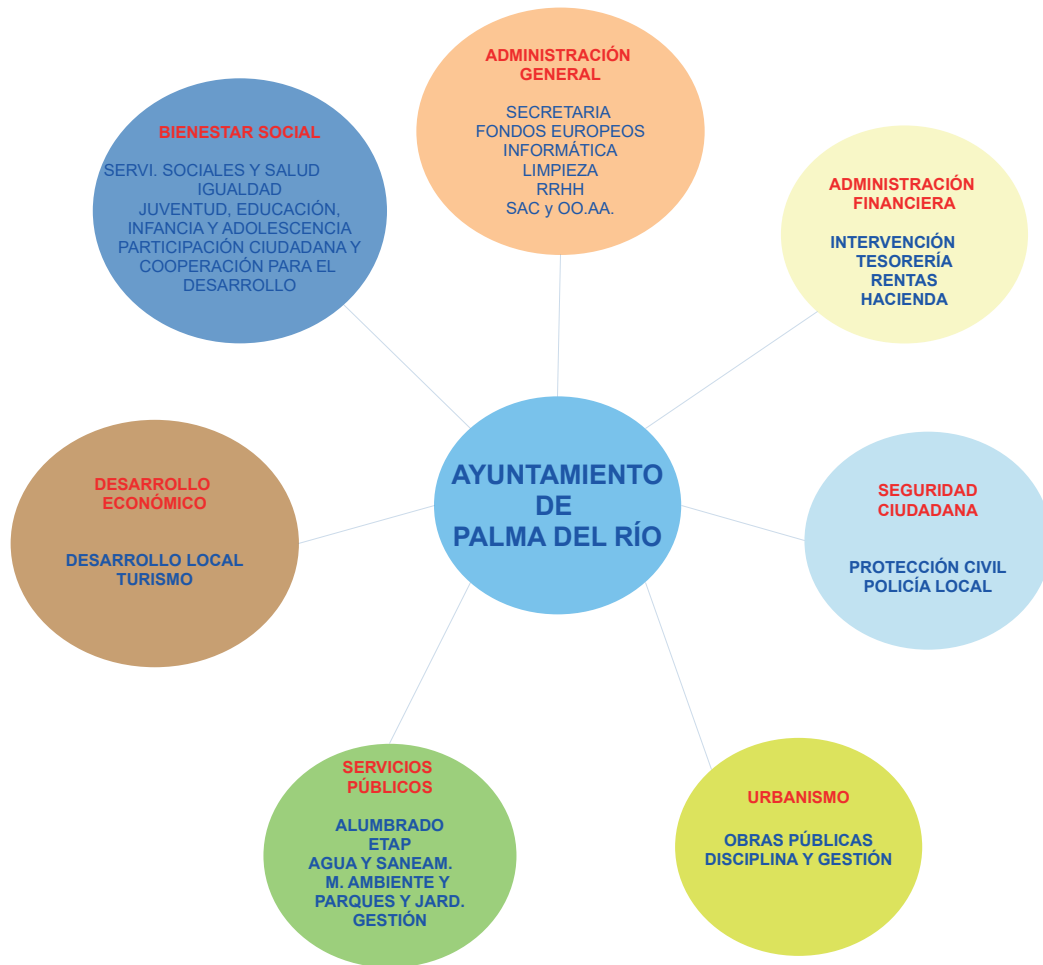 ADMINISTRACIÓN
GENERAL
SECRETARIA
FONDOS EUROPEOS
INFORMÁTICA
LIMPIEZA
RRHH
SAC y OO.AA.
BIENESTAR SOCIAL
SERVI. SOCIALES Y SALUD
IGUALDAD
JUVENTUD, EDUCACIÓN,
INFANCIA Y ADOLESCENCIA
PARTICIPACIÓN CIUDADANA Y
COOPERACIÓN PARA EL
DESARROLLO
ADMINISTRACIÓN
FINANCIERA
INTERVENCIÓN
TESORERÍA
RENTAS
HACIENDA
AYUNTAMIENTO
DE
PALMA DEL RÍO
DESARROLLO
ECONÓMICO
DESARROLLO LOCAL
TURISMO
SEGURIDAD
CIUDADANA
PROTECCIÓN CIVIL
POLICÍA LOCAL
SERVICIOS
PÚBLICOS
ALUMBRADO
ETAP
AGUA Y SANEAM.
M. AMBIENTE Y
PARQUES Y JARD.
GESTIÓN
URBANISMO
OBRAS PÚBLICAS
DISCIPLINA Y GESTIÓN